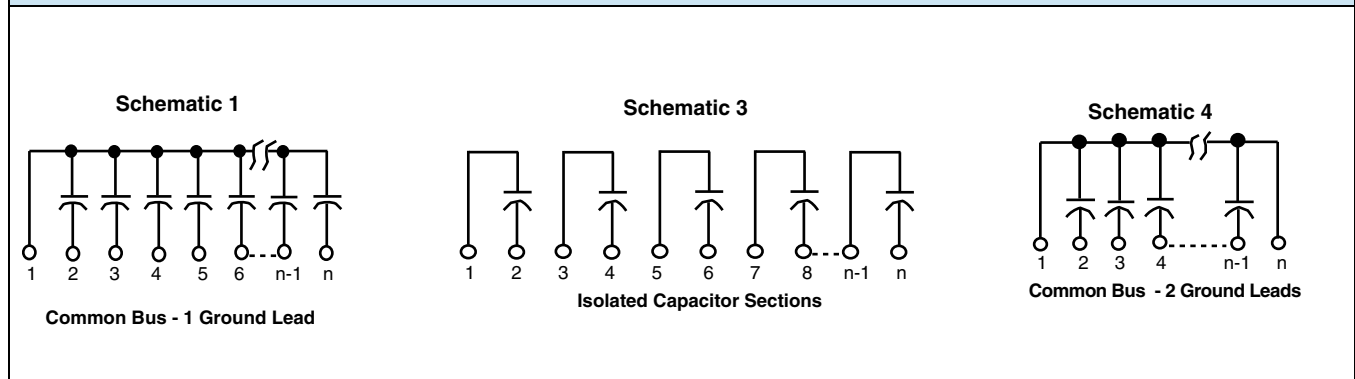 Schematic 1
1 2 3 4 5 6 n-1 n
Common Bus - 1 Ground Lead
Schematic 3
1 2 3 4 5 6 7 8 n-1 n
Isolated Capacitor Sections
Schematic 4
1 2 3 4 n-1 n
Common Bus - 2 Ground Leads